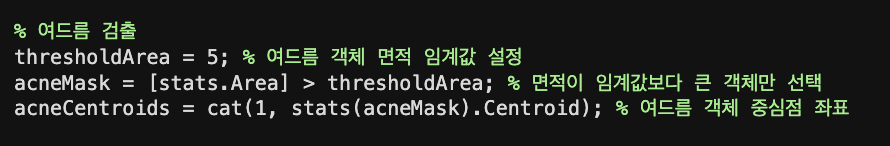 % 여드름 검출
thresholdArea = 5; % 여드름 객체 면적 임계값 설정
acneMask = [stats.Area] > thresholdArea; % 면적이 임계값보다 큰 객체만 선택
acneCentroids = cat(1, stats(acneMask).Centroid); % 여드름 객체 중심점 좌표